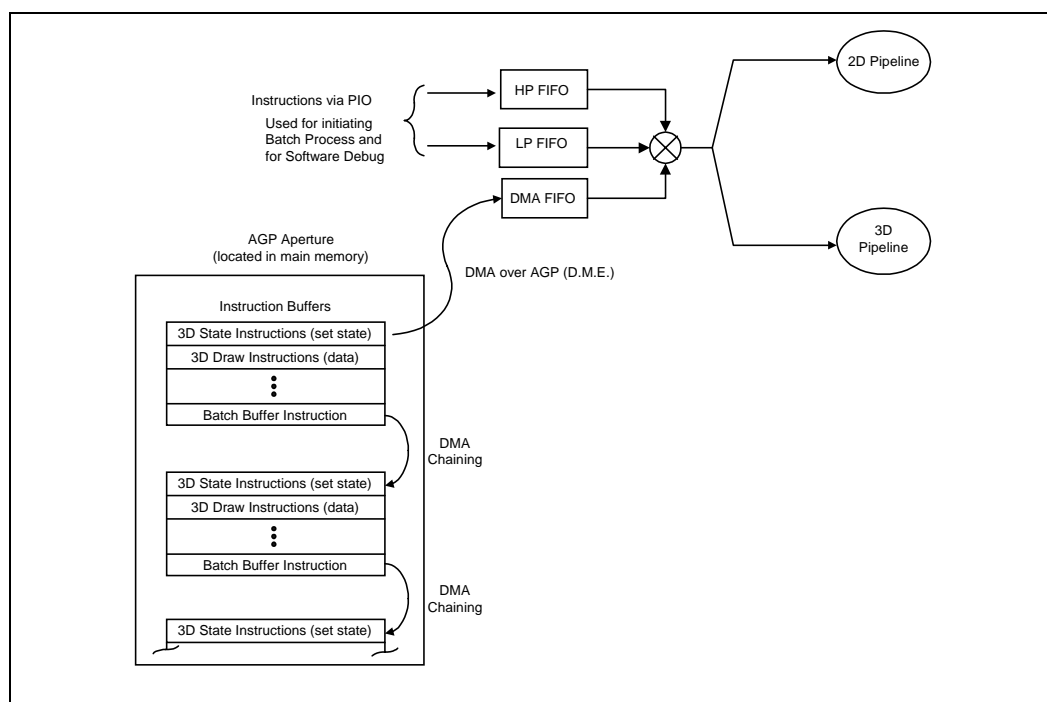 Instructions via PIO
Used for initiating
Batch Process and
for Software Debug
HP FIFO
LP FIFO
DMA FIFO
2D Pipeline
3D
Pipeline
DMA over AGP (D.M.E.)
AGP Aperture
(located in main memory)
Instruction Buffers
3D State Instructions (set state)
3D Draw Instructions (data)
Batch Buffer Instruction
DMA
Chaining
3D State Instructions (set state)
3D Draw Instructions (data)
Batch Buffer Instruction
DMA
Chaining
3D State Instructions (set state)